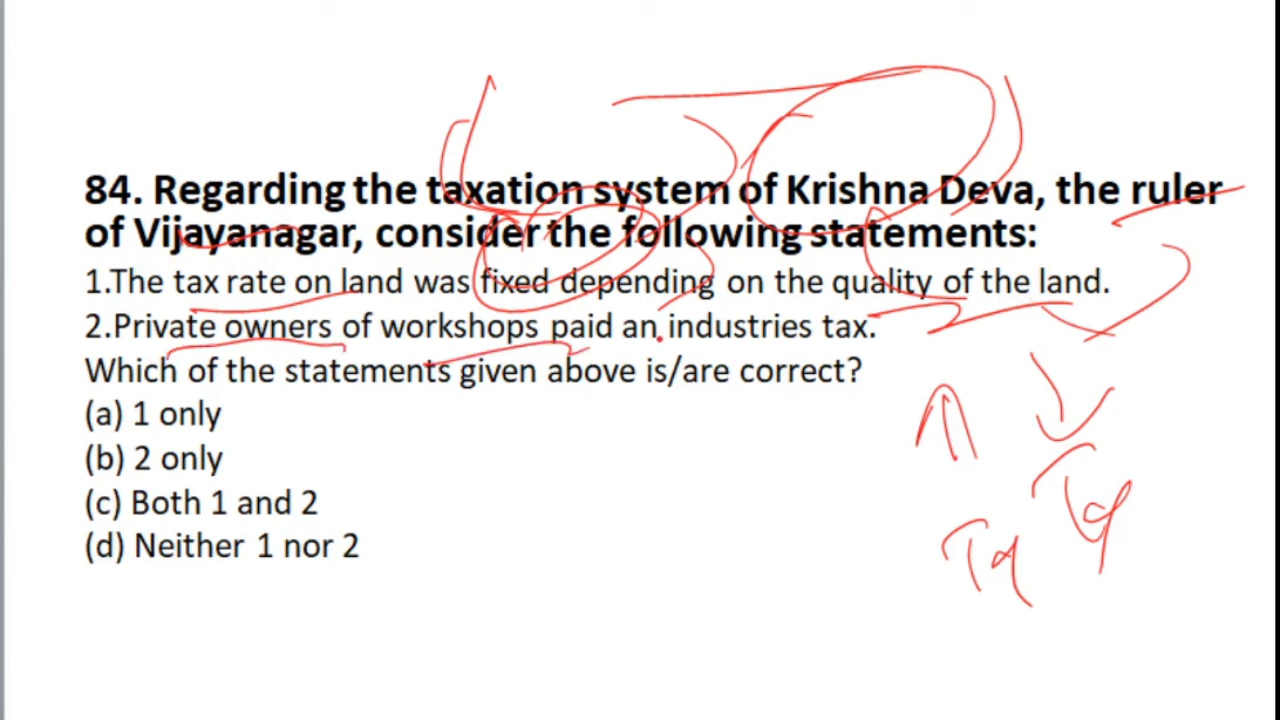 84. Regarding the taxation system of Krishna Deva, the ruler
of Vijayanagar, consider the following statements:
1.The tax rate on land was fixed depending on the quality of the land.
2.Private owners of workshops paid an industries tax.
Which of the statements given above is/are correct?
(a) 1 only
(b) 2 only
(c) Both 1 and 2
(d) Neither 1 nor 2